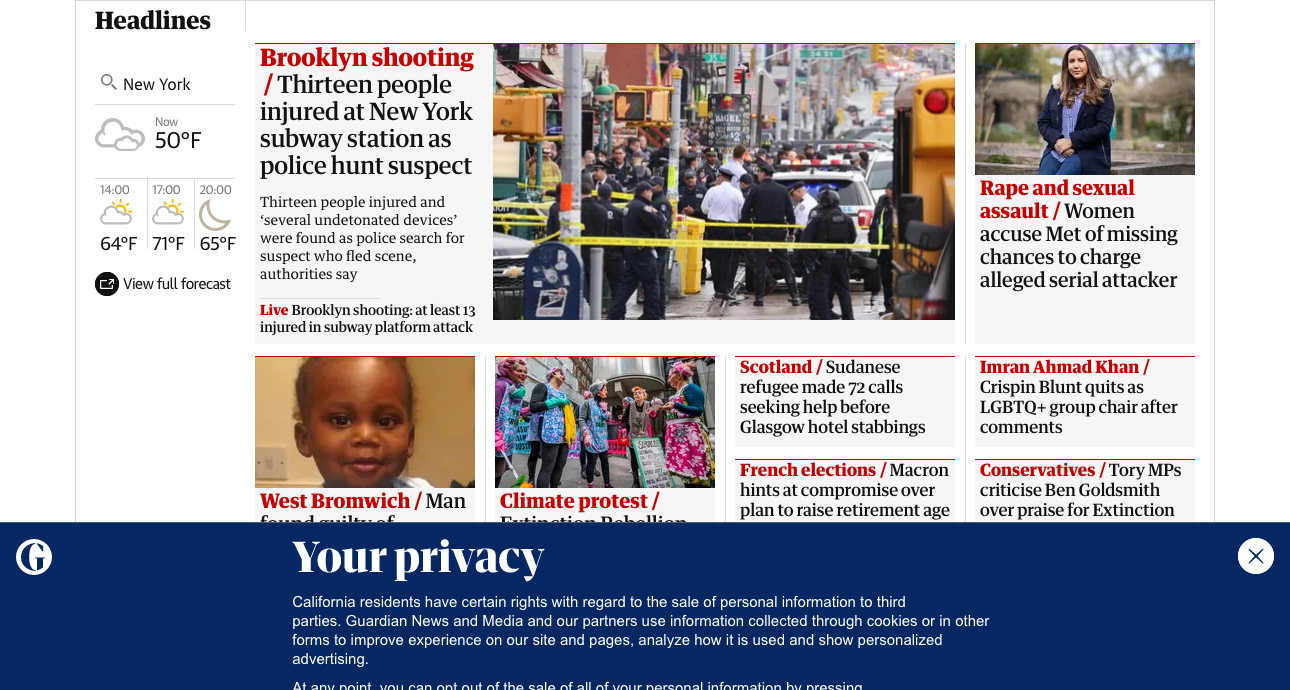 Headlines
New York
Now
50°F
14:00
17:00
20:00
64°F
71°F
65°F
View full forecast
Brooklyn shooting
/ Thirteen people
injured at New York
subway station as
police hunt suspect
Thirteen people injured and
‘several undetonated devices’
were found as police search for
suspect who fled scene,
authorities say
Live Brooklyn shooting: at least 13
injured in subway platform attack
BAGEL
$2
Rape and sexual
assault / Women
accuse Met of missing
chances to charge
alleged serial attacker
West Bromwich / Man
found guilty of
Climate protest /
Extinction Rebellion
Scotland / Sudanese
refugee made 72 calls
seeking help before
Glasgow hotel stabbings
Imran Ahmad Khan /
Crispin Blunt quits as
LGBTQ+ group chair after
comments
French elections / Macron
hints at compromise over
plan to raise retirement age
Conservatives / Tory MPs
criticise Ben Goldsmith
over praise for Extinction
Your privacy
California residents have certain rights with regard to the sale of personal information to third
parties. Guardian News and Media and our partners use information collected through cookies or in other
forms to improve experience on our site and pages, analyze how it is used and show personalized
advertising.
At any point, you can opt out of the sale of all of your personal information by pressing